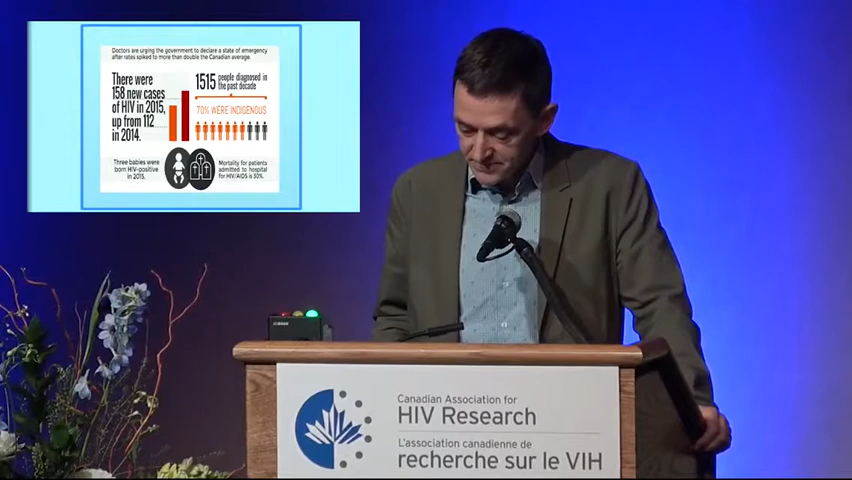 Doctors are urging the government to declare a state of emergency
after rates spiked to more than double the Canadian average.
There were
158 new cases
of HIV in 2015,
up from 112
in 2014.
1515 people diagnosed in
the past decade
70% WERE INDIGENOUS
Three babies were
born HIV-positive
in 2015.
Mortality for patients
admitted to hospital
for HIV/AIDS is 30%.
Canadian Association for
HIV Research
L'association canadienne de
recherche sur le VIH